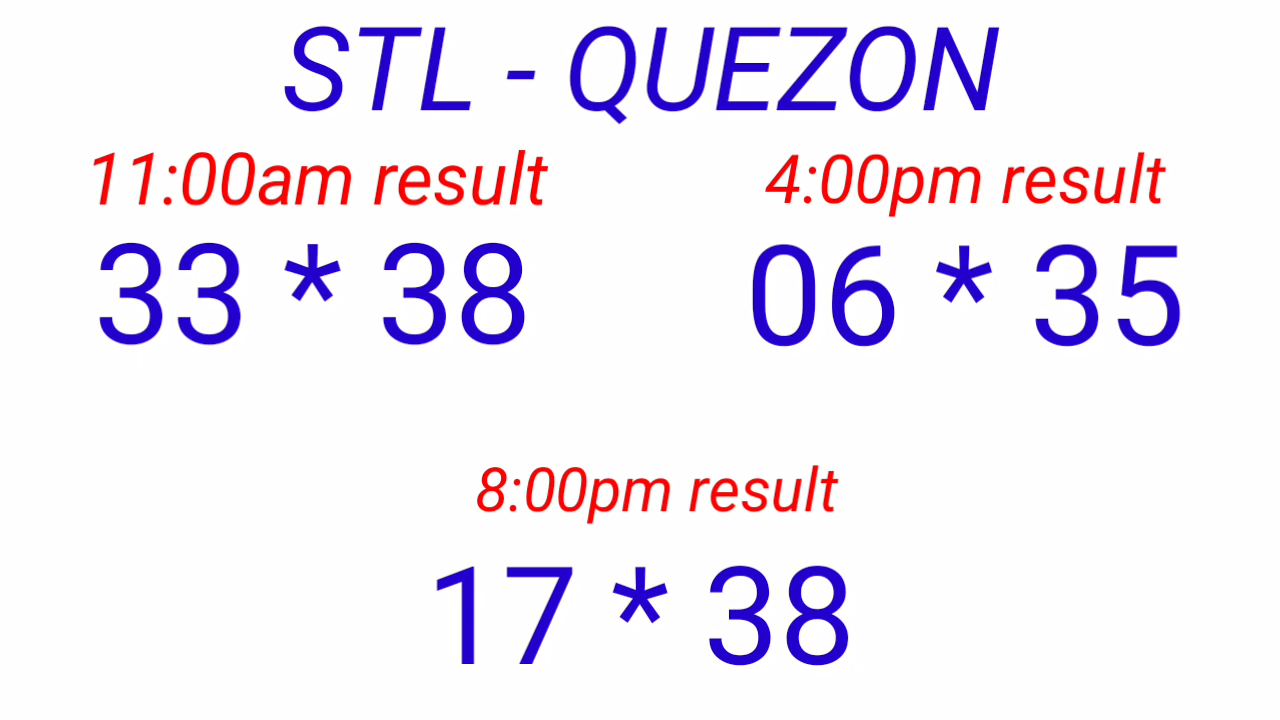 STL - QUEZON
11:00am result
33 * 38
4:00pm result
06 * 35
8:00pm result
17 * 38